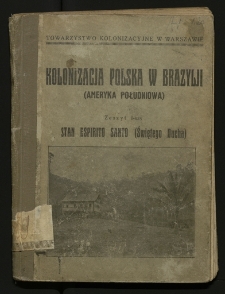 TOWARZYSTWO KOLONIZACYJNE W WARSZAWIE
KOLONIZACJA POLSKA W BRAZYLJI
(AMERYKA POŁUDNIOWA)
STAN ESPIRITO SANTO (Świętego Ducha)